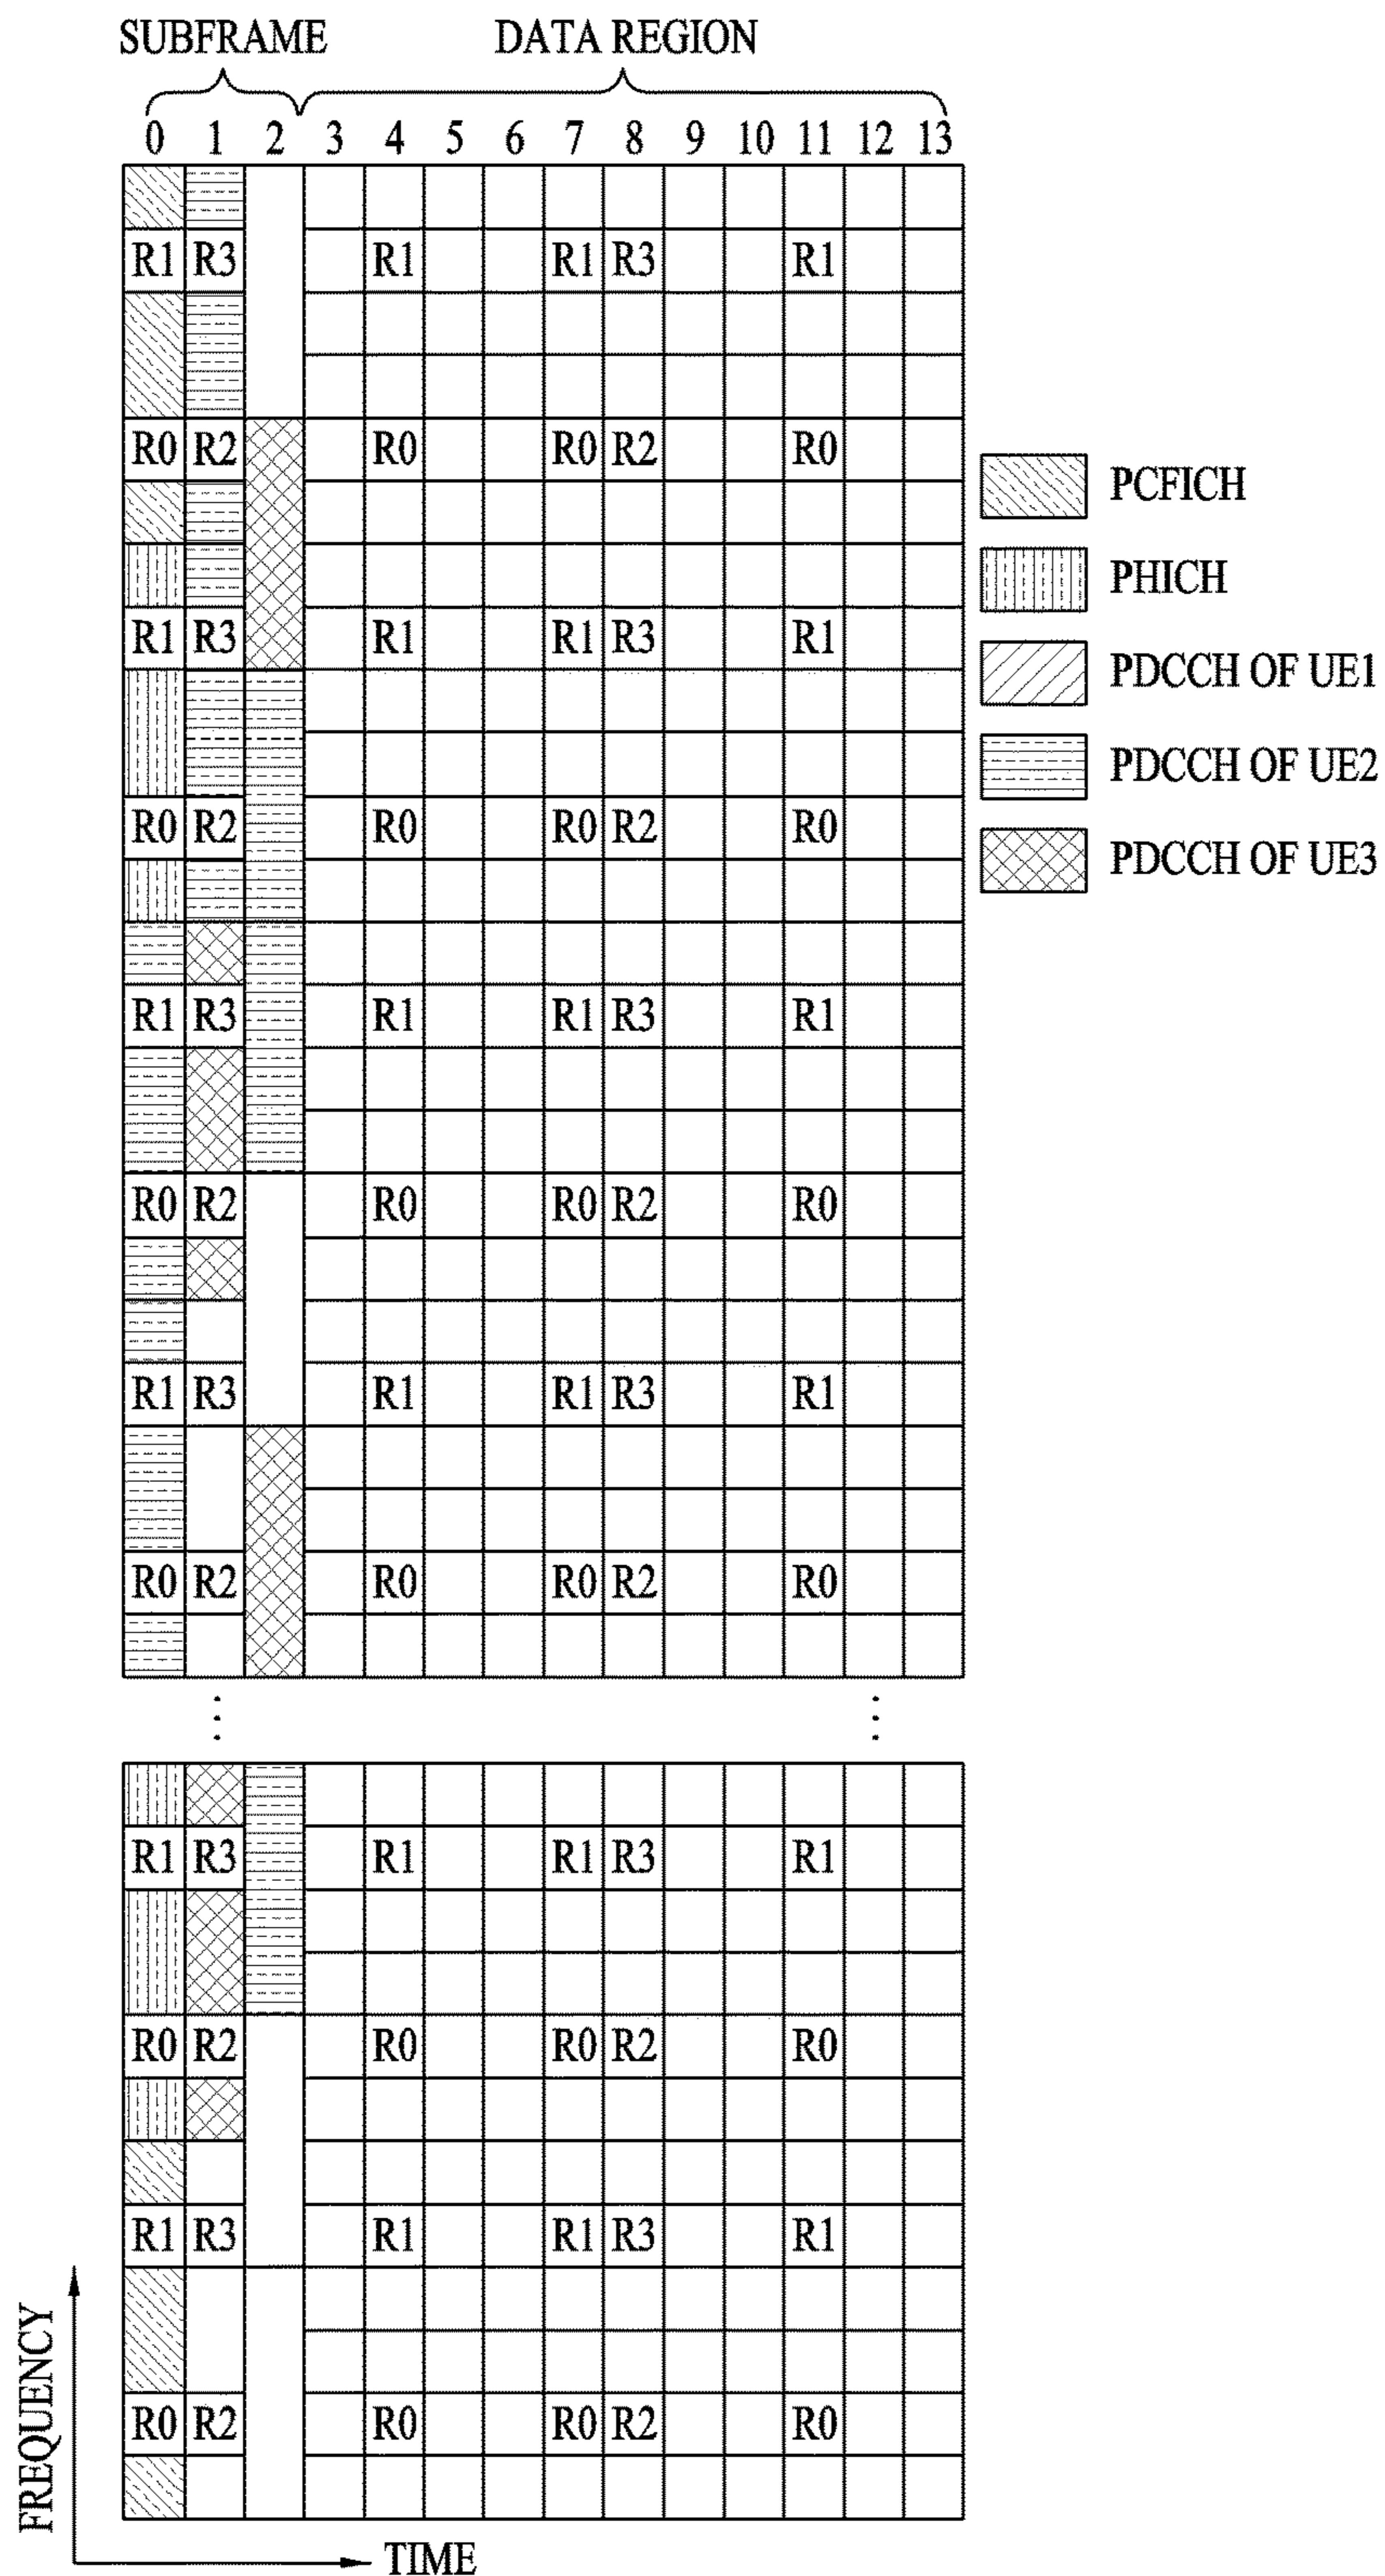 SUBFRAME DATA REGION
0 1 2 3 4 5 6 7 8 9 10 11 12 13
R1 R3 R1 R1 R3 R1
R0 R2 R0 R0 R2 R0
PCFICH
PHICH
R1 R3 R1 R1 R3 R1
PDCCH OF UE1
PDCCH OF UE2
R0 R2 R0 R0 R2 R0
PDCCH OF UE3
R1 R3 R1 R1 R3 R1
R0 R2 R0 R0 R2 R0
R1 R3 R1 R1 R3 R1
R0 R2 R0 R0 R2 R0
R1 R3 R1 R1 R3 R1
R0 R2 R0 R0 R2 R0
R1 R3 R1 R1 R3 R1
R0 R2 R0 R0 R2 R0
FREQUENCY
TIME